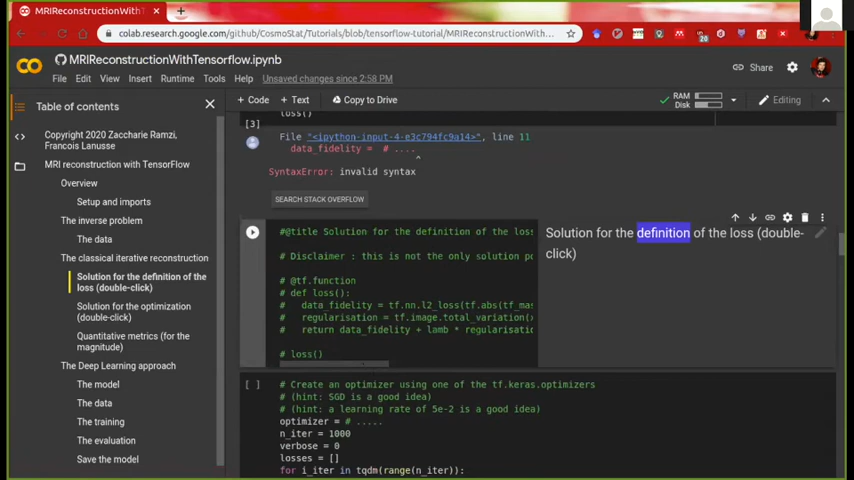 MRIReconstructionWithT
colab.research.google.com/github/CosmoStat/Tutorials/blob/tensorflow-tutorial/MRIReconstructionWith...
20
MRIReconstructionWithTensorflow.ipynb
File Edit View Insert Runtime Tools Help Unsaved changes since 2:58 PM
Share
Table of contents
+ Code + Text Copy to Drive
RAM
Disk
Editing
Copyright 2020 Zaccharie Ramzi,
Francois Lanusse
MRI reconstruction with TensorFlow
Overview
Setup and imports
The inverse problem
The data
The classical iterative reconstruction
Solution for the definition of the
loss (double-click)
Solution for the optimization
(double-click)
Quantitative metrics (for the
magnitude)
The Deep Learning approach
The model
The data
The training
The evaluation
Save the model
loss()
[3]
File "<ipython-input-4-e3c794fc9a14>", line 11
data_fidelity =  # ....
^
SyntaxError: invalid syntax
SEARCH STACK OVERFLOW
#@title Solution for the definition of the loss
# Disclaimer : this is not the only solution po
# @tf.function
# def loss():
#   data_fidelity = tf.nn.l2_loss(tf.abs(tf_mas
#   regularisation = tf.image.total_variation(
#   return data_fidelity + lamb * regularisatio
# loss()
Solution for the definition of the loss (double-
click)
[ ]
# Create an optimizer using one of the tf.keras.optimizers
# (hint: SGD is a good idea)
# (hint: a learning rate of 5e-2 is a good idea)
optimizer = # .....
n_iter = 1000
verbose = 0
losses = []
for i_iter in tqdm(range(n_iter)):